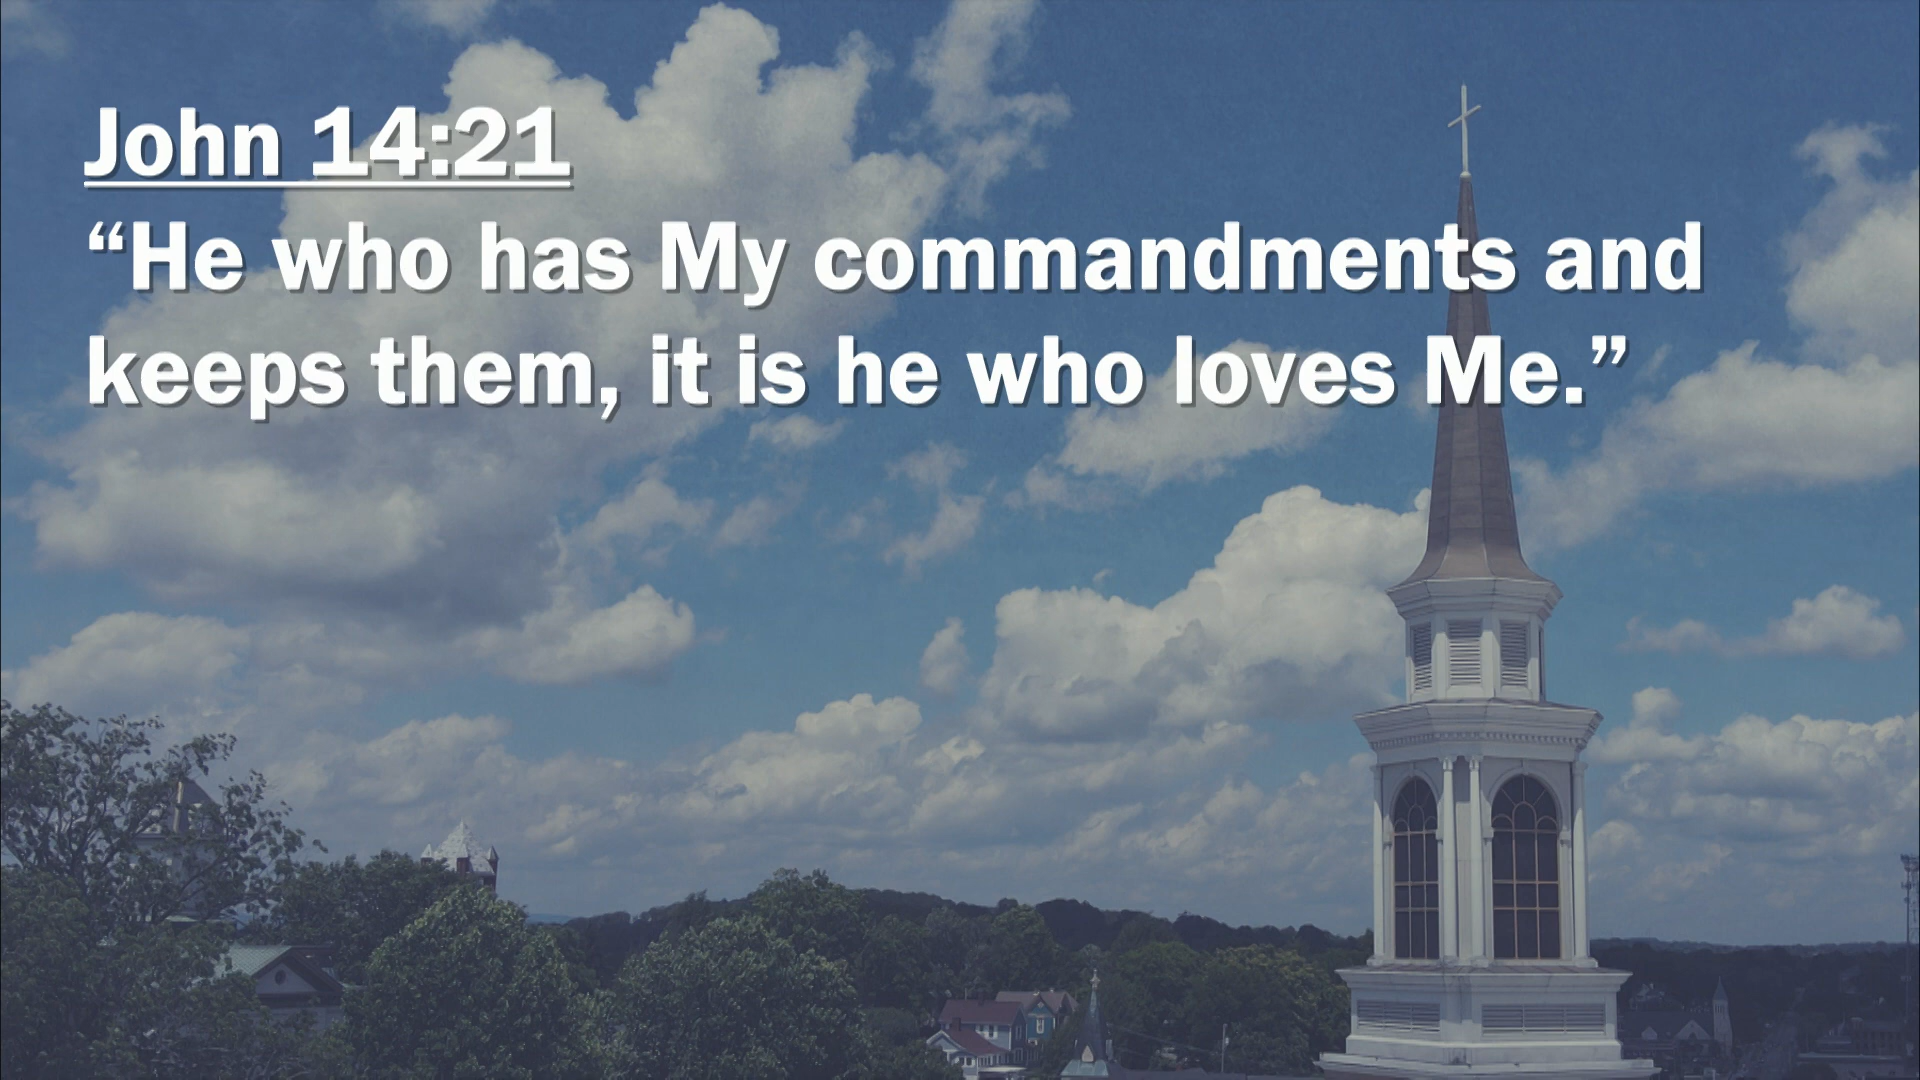 John 14:21
“He who has My commandments and
keeps them, it is he who loves Me.”